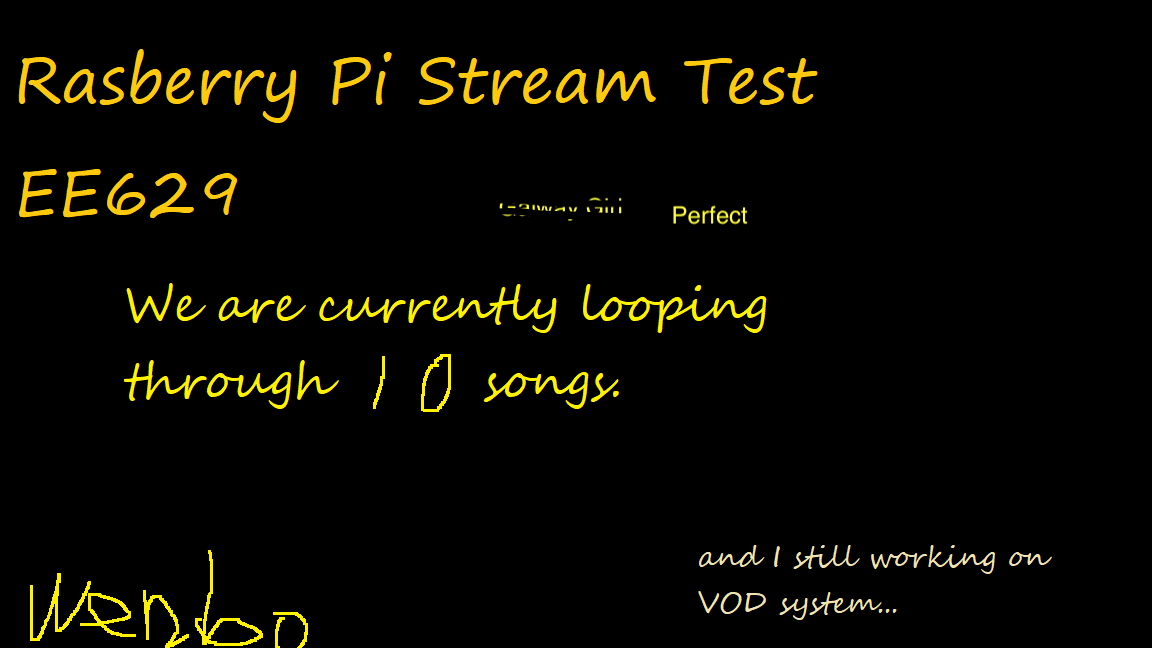 Rasberry Pi Stream Test
EE629
Galway Girl Perfect
We are currently looping
through 10 songs.
and I still working on
VOD system...
wenbo